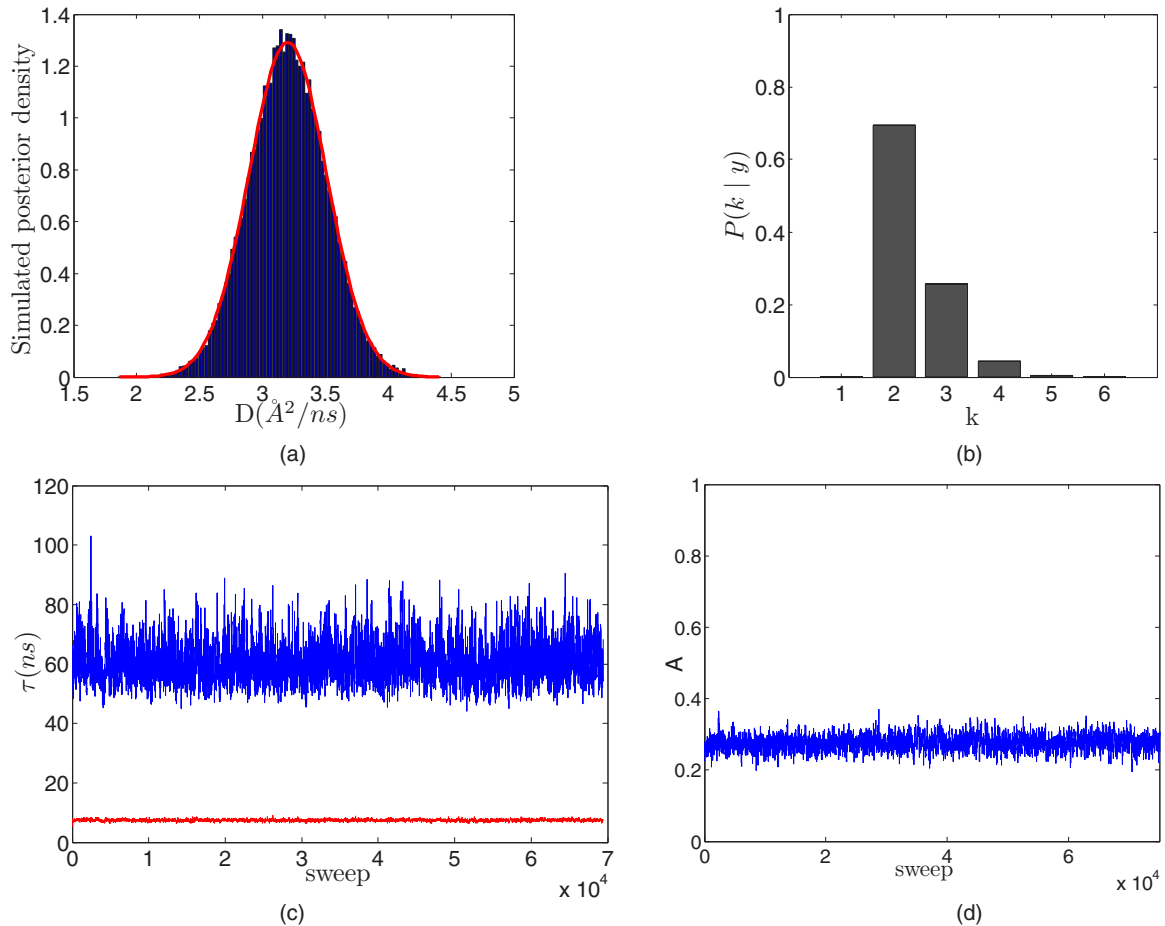 Simulated posterior density
1.4
1.2
1
0.8
0.6
0.4
0.2
0
1.5 2 2.5 3 3.5 4 4.5 5
D(Å²/ns)
(a)
P(k | y)
1
0.8
0.6
0.4
0.2
0
1 2 3 4 5 6
k
(b)
τ(ns)
120
100
80
60
40
20
0
0 1 2 3 4 5 6 70
sweep
x 10⁴
(c)
A
1
0.8
0.6
0.4
0.2
0
0 2 4 6
sweep
x 10⁴
(d)